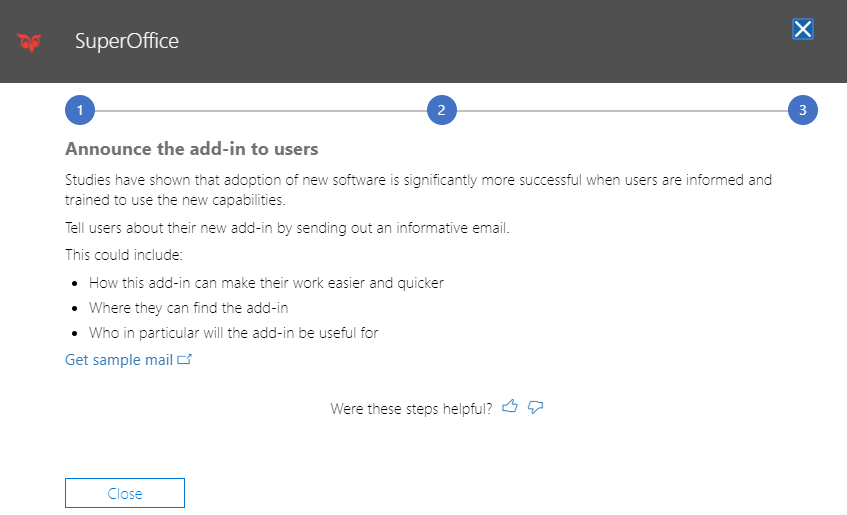 SuperOffice
1 2 3
Announce the add-in to users
Studies have shown that adoption of new software is significantly more successful when users are informed and
trained to use the new capabilities.
Tell users about their new add-in by sending out an informative email.
This could include:
• How this add-in can make their work easier and quicker
• Where they can find the add-in
• Who in particular will the add-in be useful for
Get sample mail
Were these steps helpful?
Close